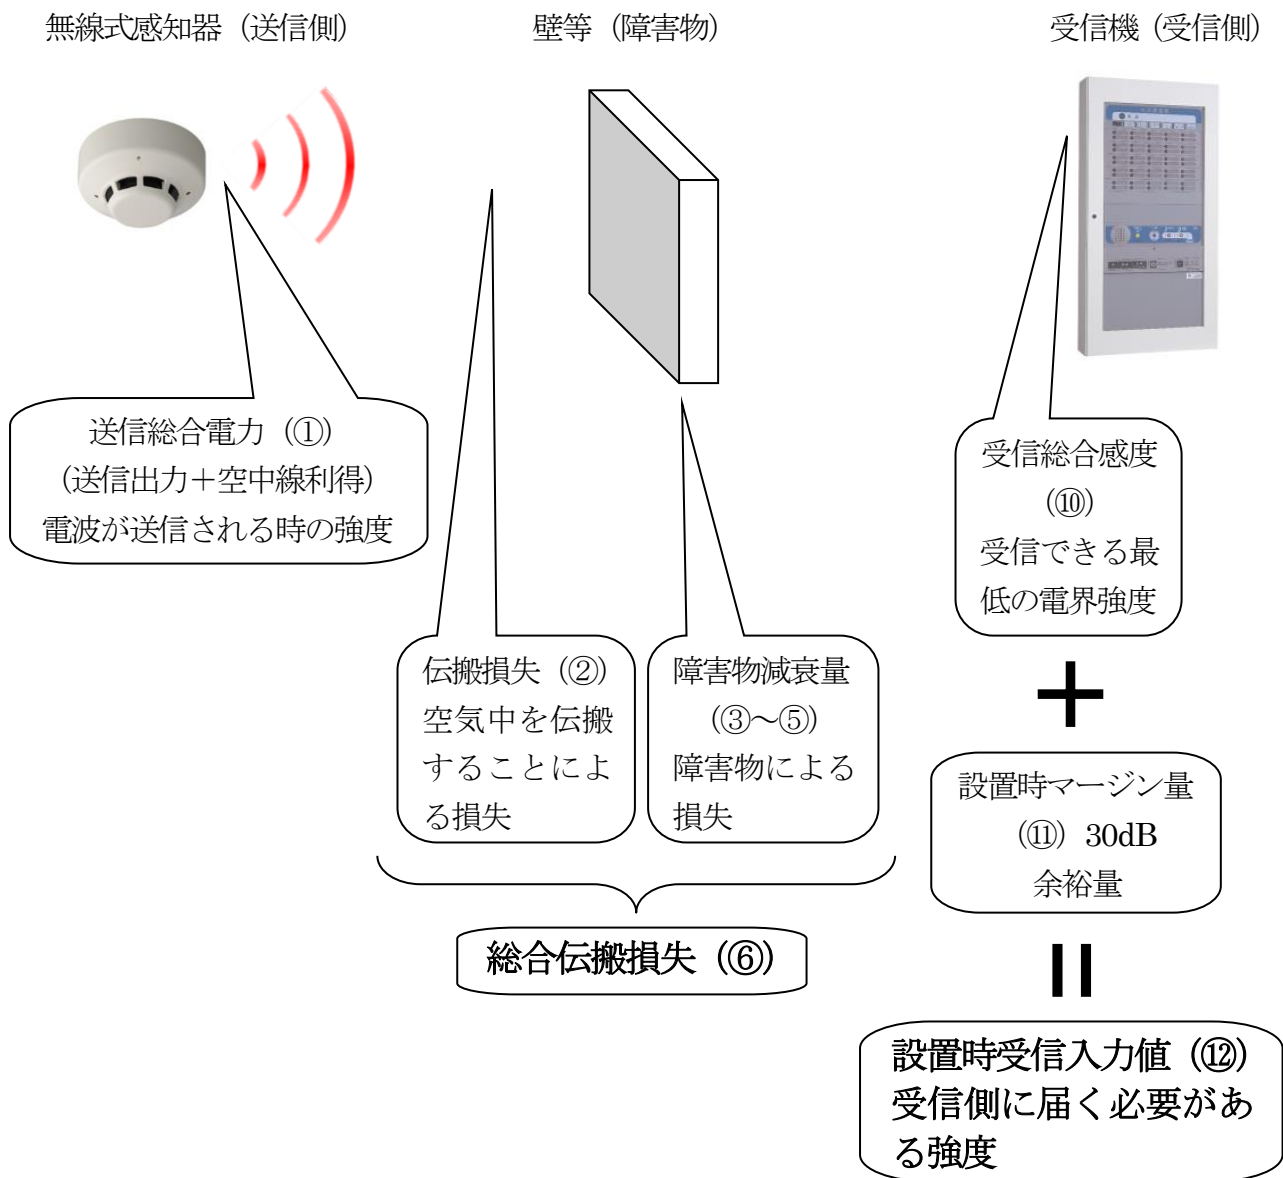 無線式感知器（送信側）
壁等（障害物）
受信機（受信側）
送信総合電力（①）
（送信出力＋空中線利得）
電波が送信される時の強度
伝搬損失（②）
空気中を伝搬
することによ
る損失
障害物減衰量
（③～⑤）
障害物による
損失
総合伝搬損失（⑥）
受信総合感度
（⑩）
受信できる最
低の電界強度
＋
設置時マージン量
（⑪）30dB
余裕量
設置時受信入力値（⑫）
受信側に届く必要があ
る強度